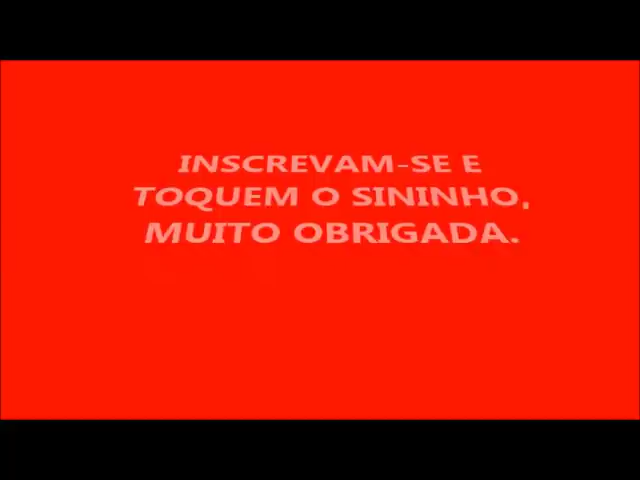 INSCREVAM-SE E
TOQUEM O SININHO,
MUITO OBRIGADA.